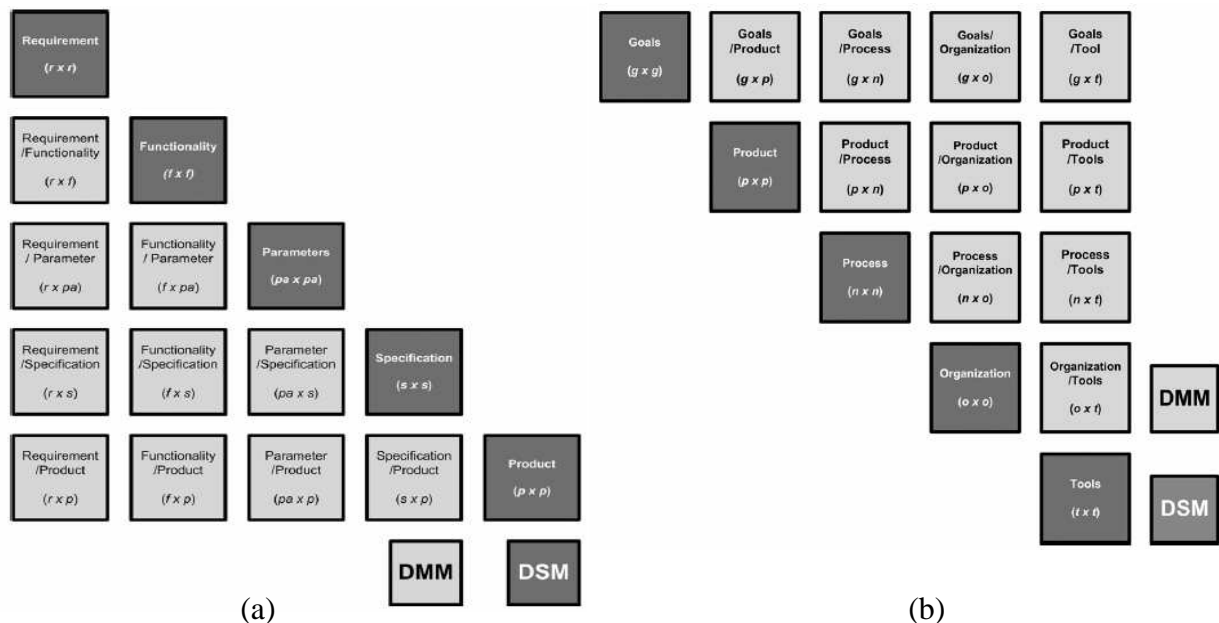 Requirement
(r x r)
Requirement
/Functionality
(r x f)
Functionality
(f x f)
Requirement
/ Parameter
(r x pa)
Functionality
/ Parameter
(f x pa)
Parameters
(pa x pa)
Requirement
/Specification
(r x s)
Functionality
/Specification
(f x s)
Parameter
/Specification
(pa x s)
Specification
(s x s)
Requirement
/Product
(r x p)
Functionality
/Product
(f x p)
Parameter
/Product
(pa x p)
Specification
/Product
(s x p)
Product
(p x p)
DMM
DSM
(a)
Goals
(g x g)
Goals
/Product
(g x p)
Goals
/Process
(g x n)
Goals/
Organization
(g x o)
Goals
/Tool
(g x t)
Product
(p x p)
Product
/Process
(p x n)
Product
/Organization
(p x o)
Product
/Tools
(p x t)
Process
(n x n)
Process
/Organization
(n x o)
Process
/Tools
(n x t)
Organization
(o x o)
Organization
/Tools
(o x t)
DMM
Tools
(t x t)
DSM
(b)